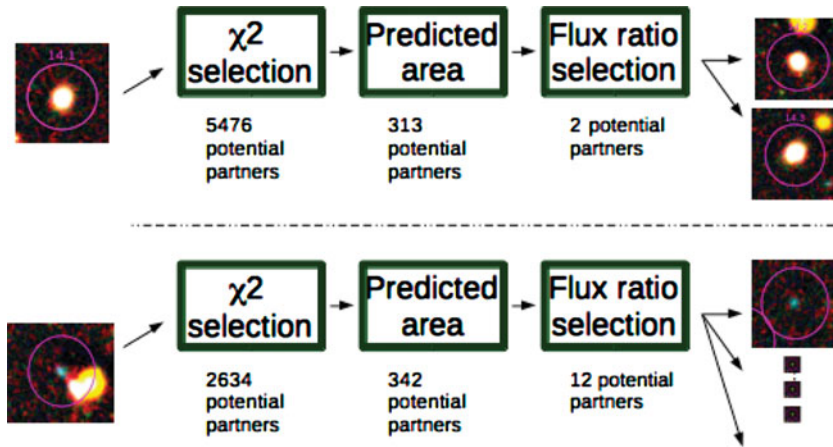 14.1
χ2
selection
Predicted
area
Flux ratio
selection
5476
potential
partners
313
potential
partners
2 potential
partners
14.3
χ2
selection
Predicted
area
Flux ratio
selection
2634
potential
partners
342
potential
partners
12 potential
partners